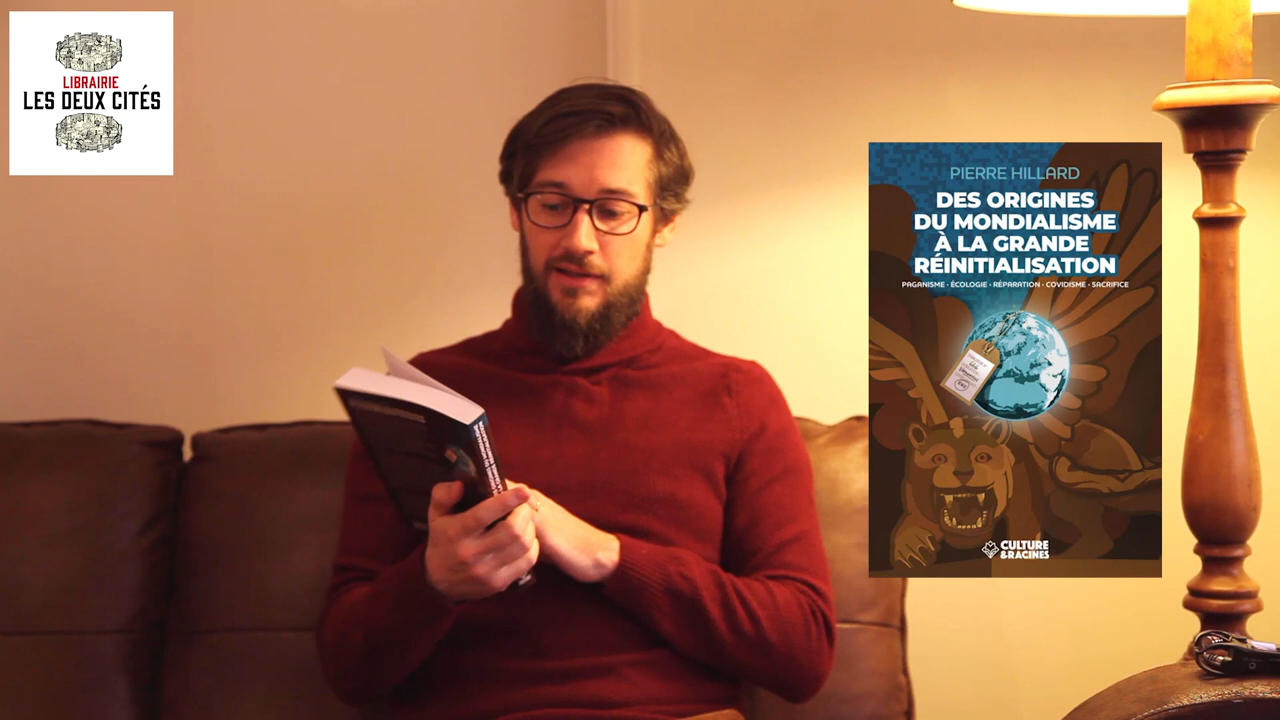 LIBRAIRIE
LES DEUX CITÉS
PIERRE HILLARD
DES ORIGINES
DU MONDIALISME
À LA GRANDE
RÉINITIALISATION
PAGANISME · ÉCOLOGIE · RÉPARATION · COVIDISME · SACRIFICE
CULTURE
&RACINES